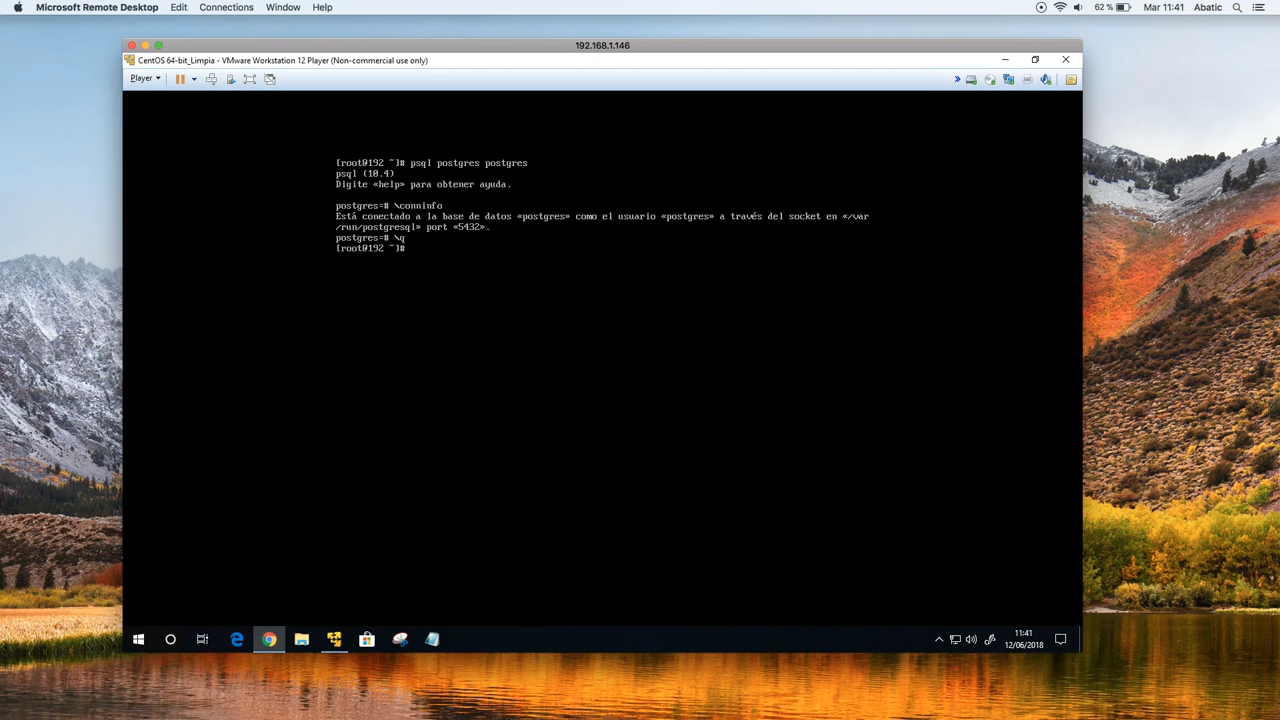 Microsoft Remote Desktop Edit Connections Window Help 62 % Mar 11:41 Abatic
192.168.1.146
CentOS 64-bit_Limpia - VMware Workstation 12 Player (Non-commercial use only)
Player
[root@192 ~]# psql postgres postgres
psql (10.4)
Digite «help» para obtener ayuda.
postgres=# \conninfo
Está conectado a la base de datos «postgres» como el usuario «postgres» a través del socket en «/var
/run/postgresql» port «5432».
postgres=# \q
[root@192 ~]#
11:41
12/06/2018